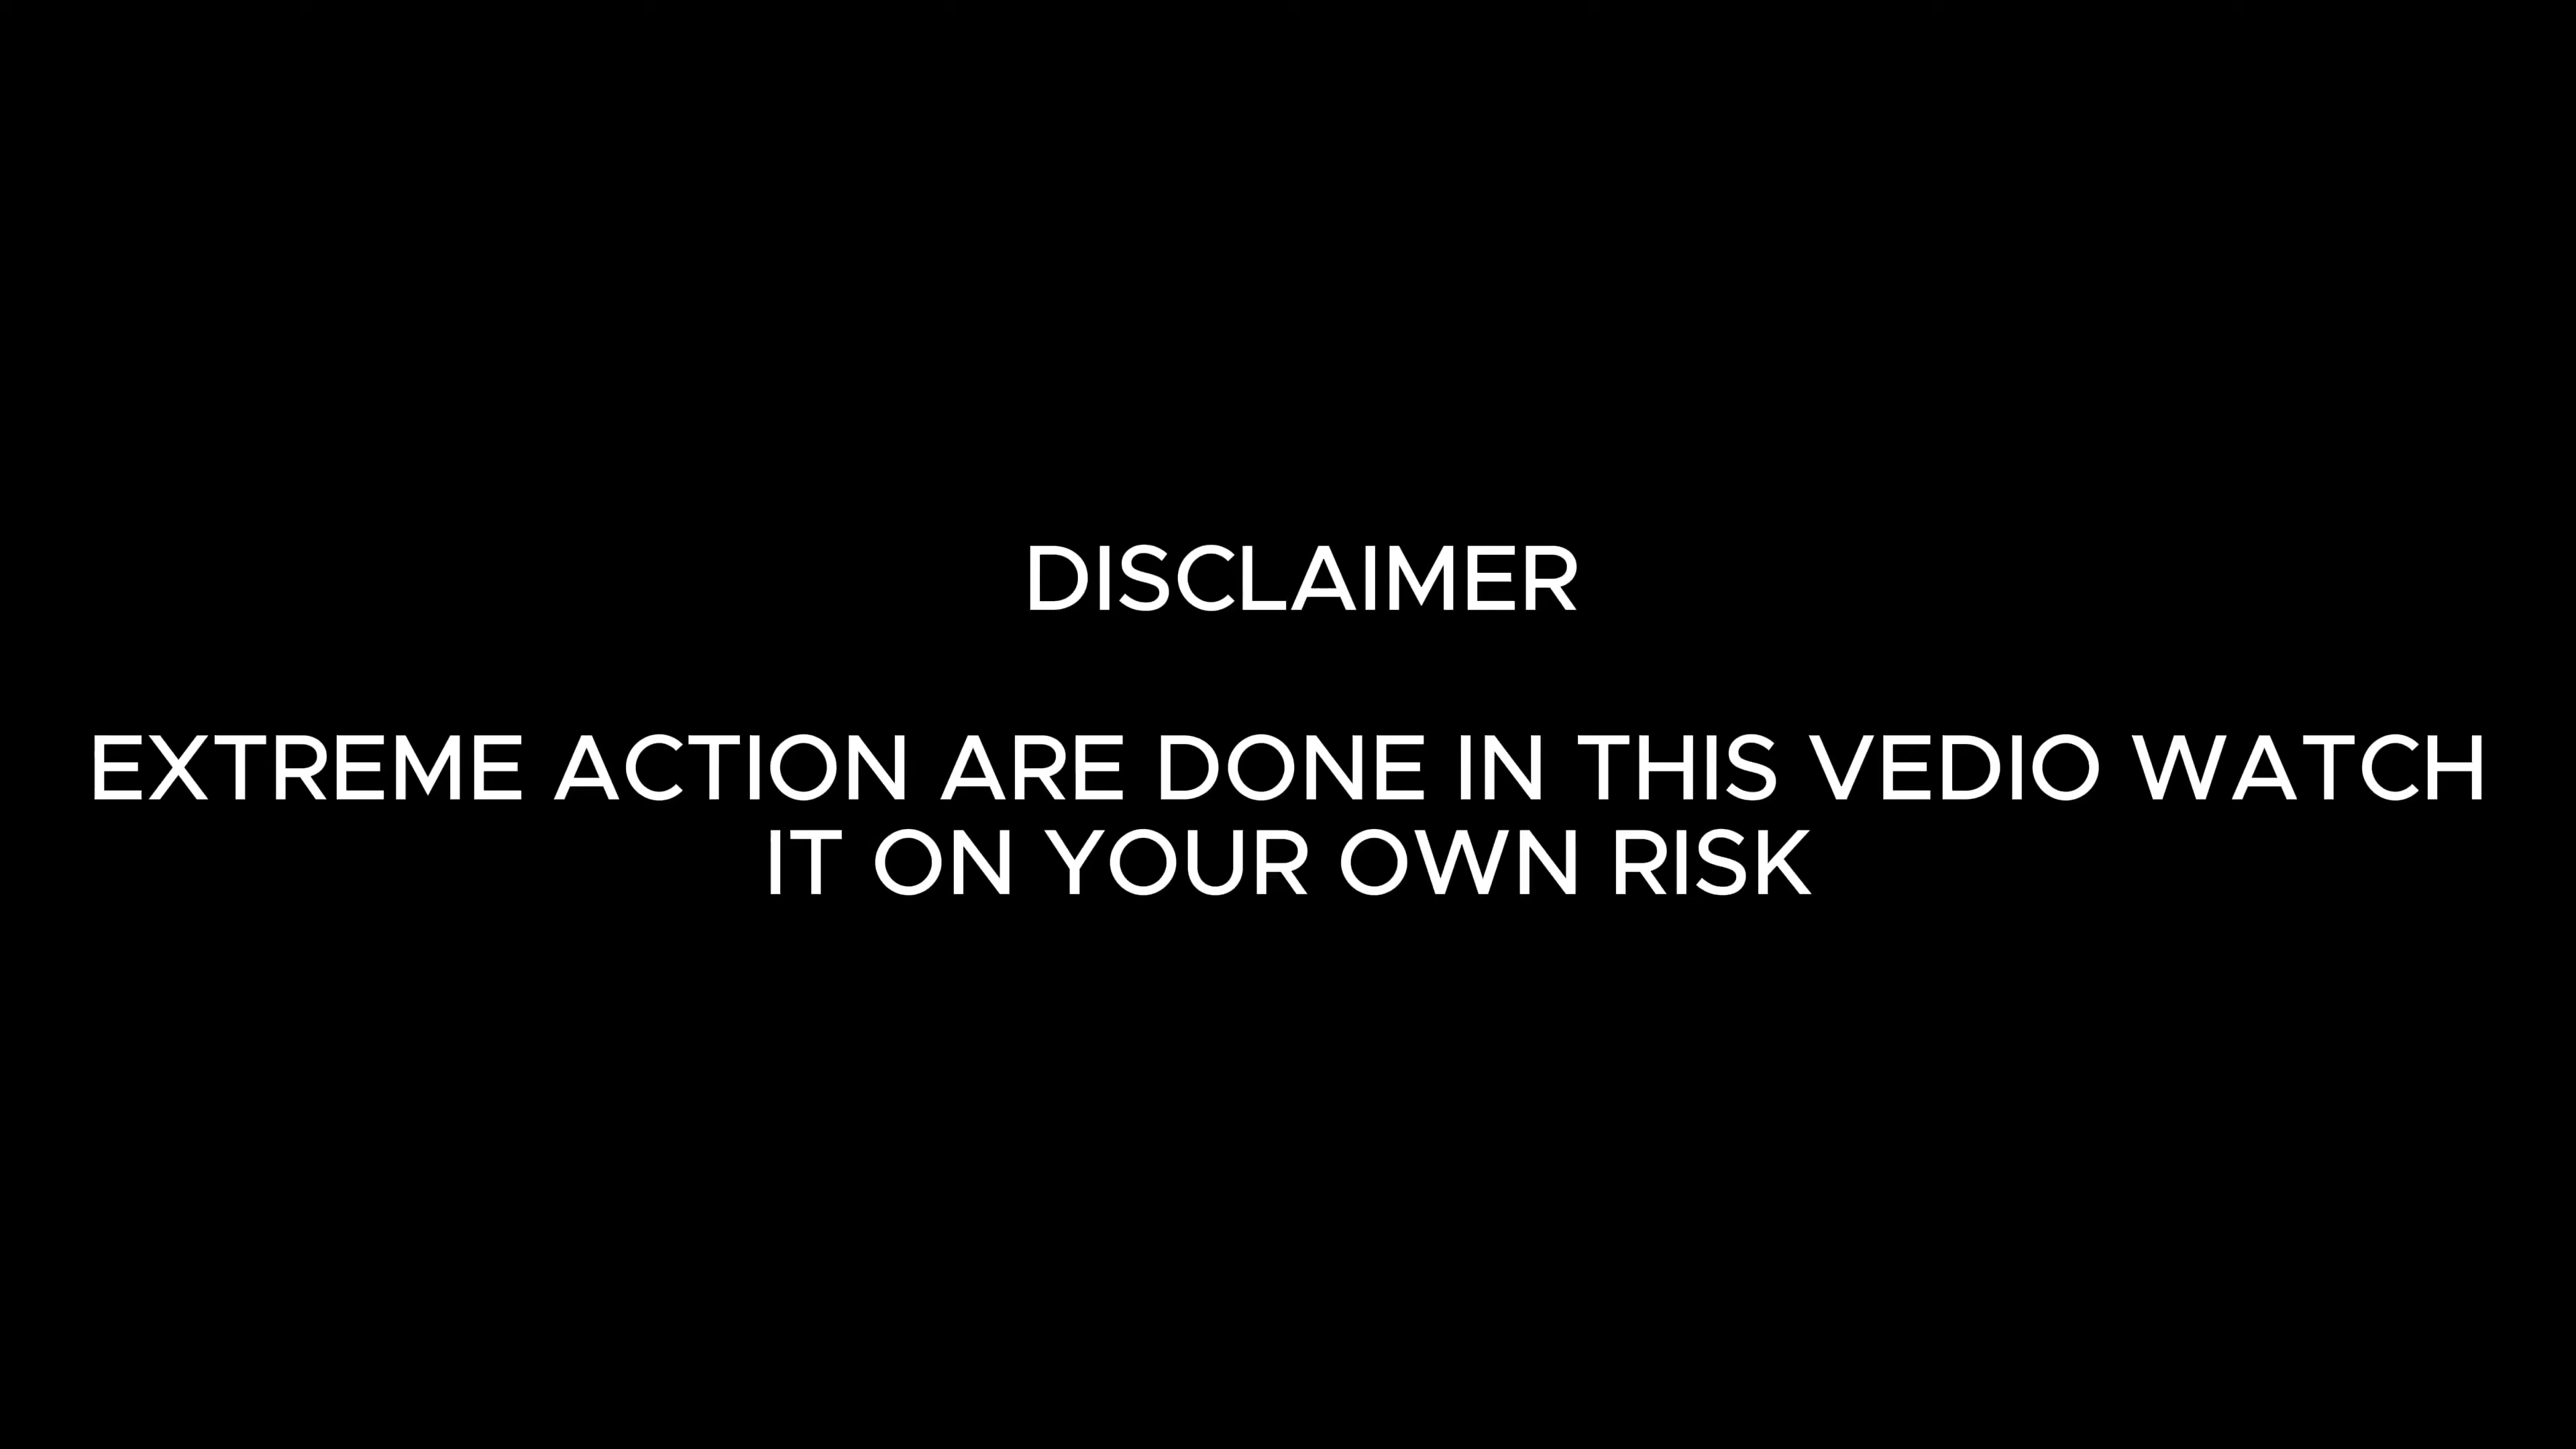 DISCLAIMER
EXTREME ACTION ARE DONE IN THIS VEDIO WATCH
IT ON YOUR OWN RISK